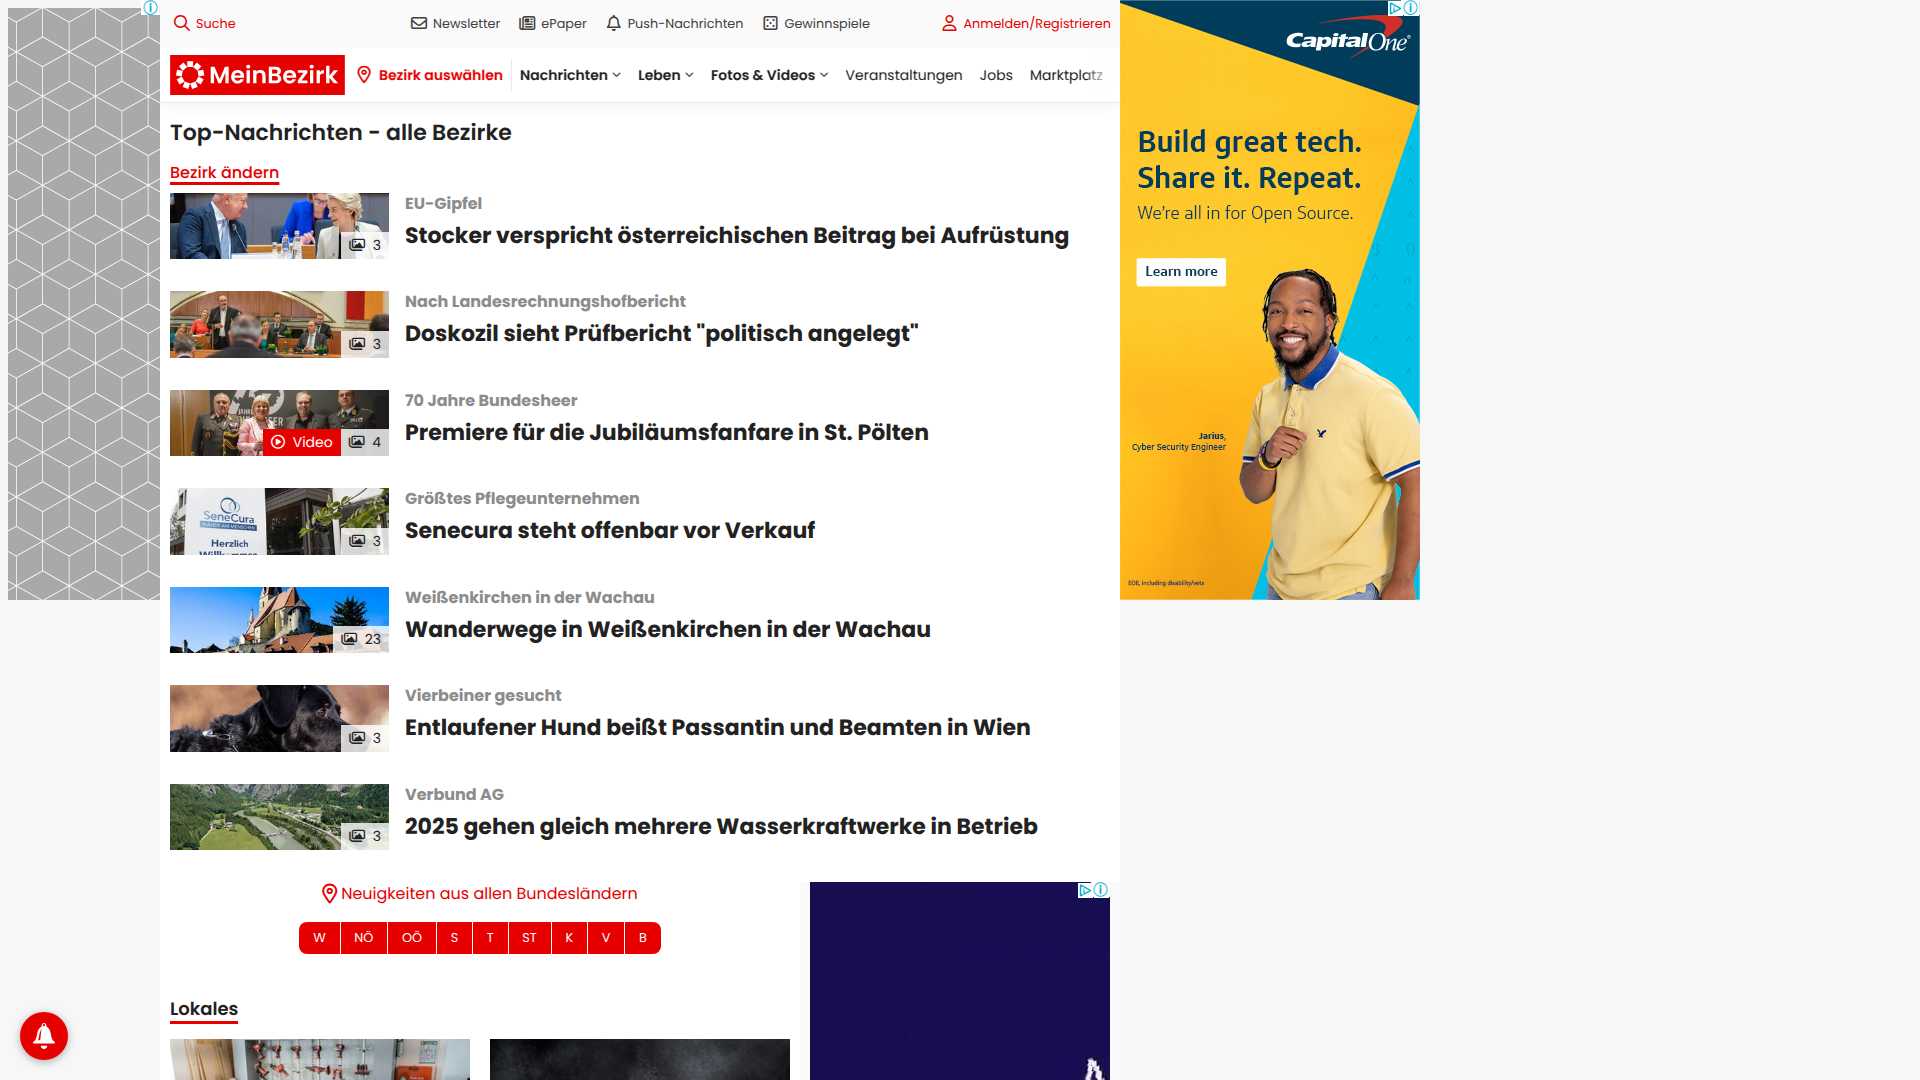 Suche
Newsletter
ePaper
Push-Nachrichten
Gewinnspiele
Anmelden/Registrieren
MeinBezirk
Bezirk auswählen
Nachrichten
Leben
Fotos & Videos
Veranstaltungen
Jobs
Marktplatz
Top-Nachrichten - alle Bezirke
Bezirk ändern
EU-Gipfel
Stocker verspricht österreichischen Beitrag bei Aufrüstung
3
Nach Landesrechnungshofbericht
Doskozil sieht Prüfbericht "politisch angelegt"
3
70 Jahre Bundesheer
Premiere für die Jubiläumsfanfare in St. Pölten
Video
4
Größtes Pflegeunternehmen
Senecura steht offenbar vor Verkauf
SeneCura
Herzlich
3
Weißenkirchen in der Wachau
Wanderwege in Weißenkirchen in der Wachau
23
Vierbeiner gesucht
Entlaufener Hund beißt Passantin und Beamten in Wien
3
Verbund AG
2025 gehen gleich mehrere Wasserkraftwerke in Betrieb
3
Neuigkeiten aus allen Bundesländern
W
NÖ
OÖ
S
T
ST
K
V
B
Lokales
Capital One
Build great tech.
Share it. Repeat.
We're all in for Open Source.
Learn more
Jarius,
Cyber Security Engineer
EOE, including disability/vets